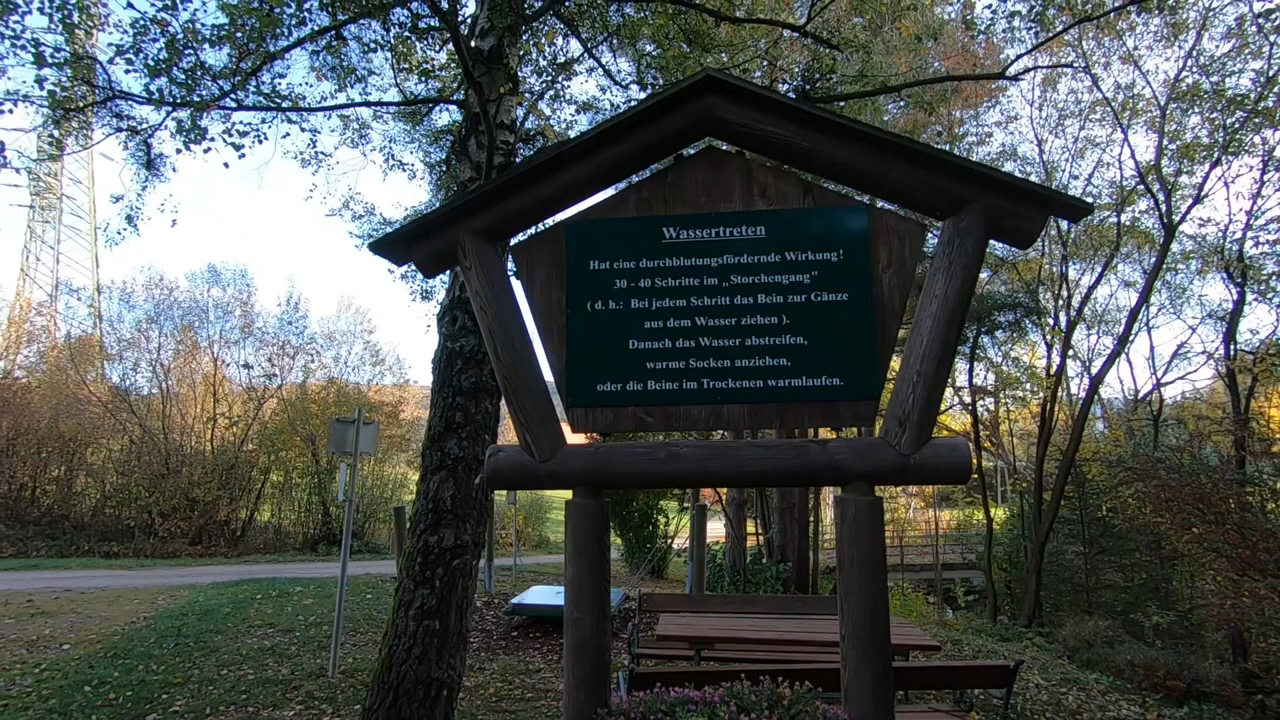 Wassertreten
Hat eine durchblutungsfördernde Wirkung!
30 - 40 Schritte im „Storchengang"
( d. h.: Bei jedem Schritt das Bein zur Gänze
aus dem Wasser ziehen ).
Danach das Wasser abstreifen,
warme Socken anziehen,
oder die Beine im Trockenen warmlaufen.